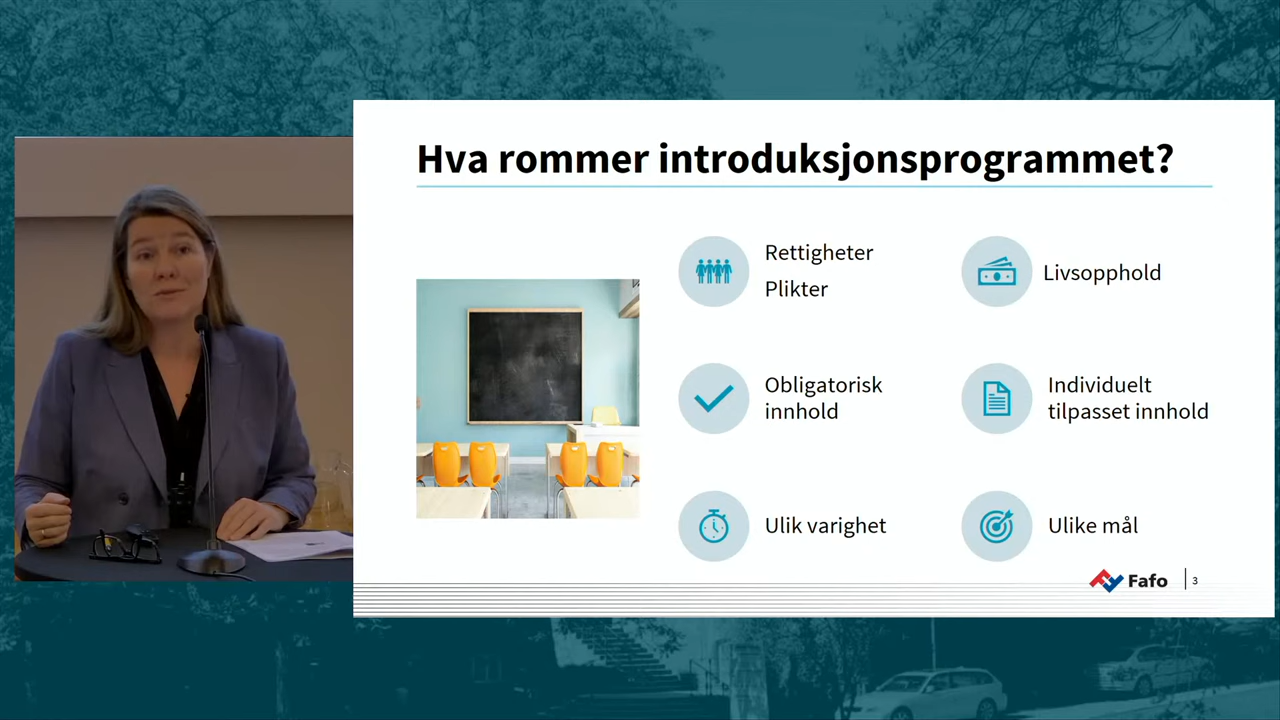 Hva rommer introduksjonsprogrammet?
Rettigheter
Plikter
Livsopphold
Obligatorisk
innhold
Individuelt
tilpasset innhold
Ulik varighet
Ulike mål
Fafo
3